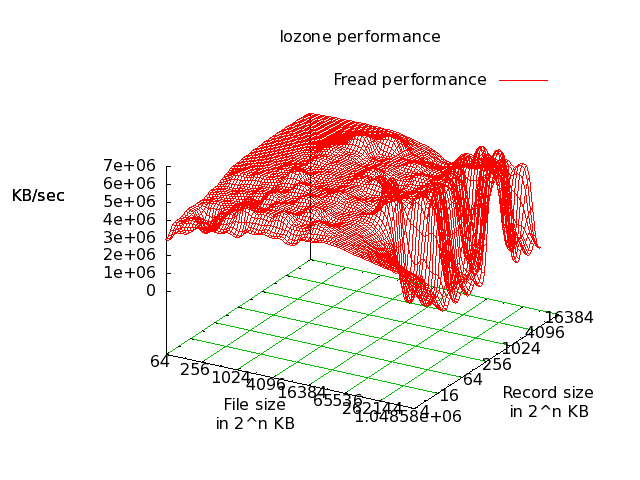 Iozone performance
Fread performance
KB/sec
7e+06
6e+06
5e+06
4e+06
3e+06
2e+06
1e+06
0
64
256
1024
4096
16384
65536
262144
1.04858e+06
File size
in 2^n KB
4
16
64
256
1024
4096
16384
Record size
in 2^n KB